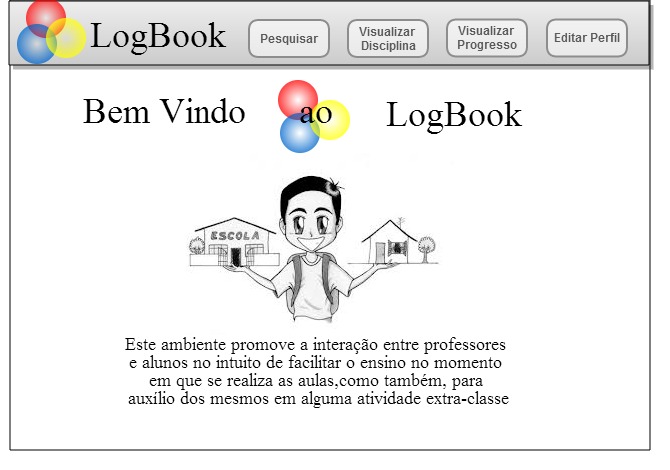 LogBook
Pesquisar
Visualizar
Disciplina
Visualizar
Progresso
Editar Perfil
Bem Vindo ao LogBook
ESCOLA
Este ambiente promove a interação entre professores
e alunos no intuito de facilitar o ensino no momento
em que se realiza as aulas,como também, para
auxílio dos mesmos em alguma atividade extra-classe